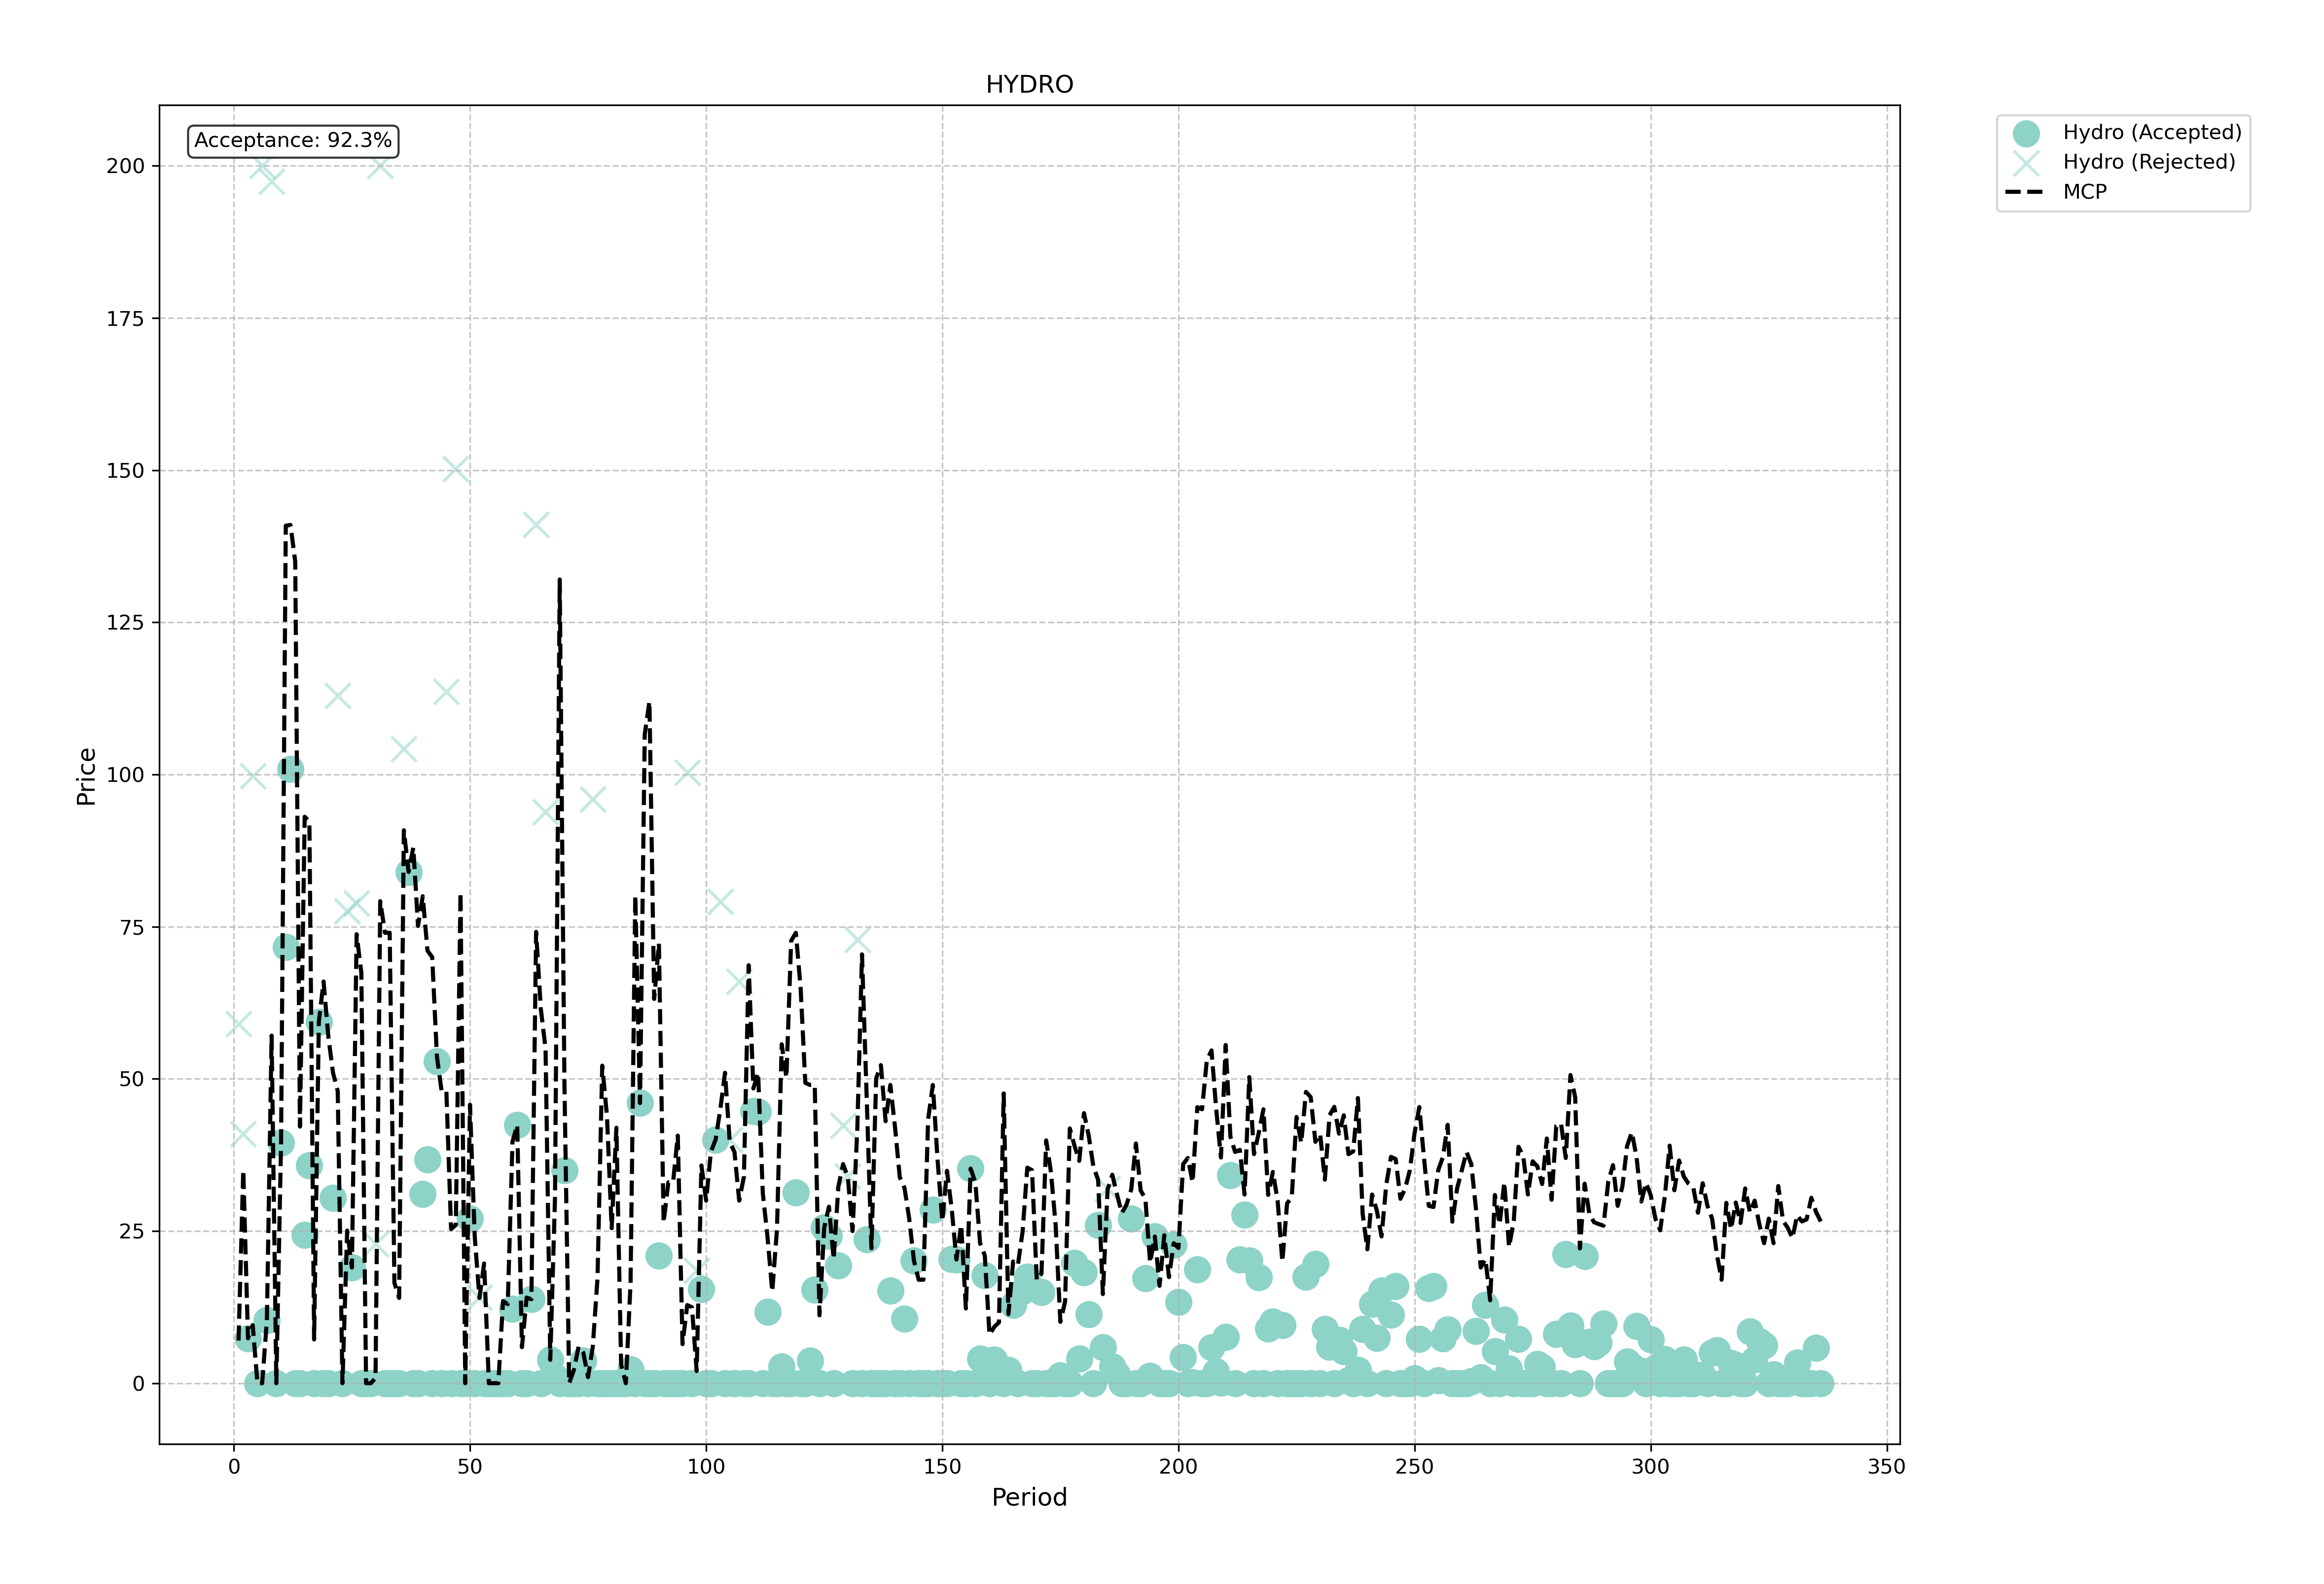 HYDRO
Acceptance: 92.3%
Hydro (Accepted)
Hydro (Rejected)
MCP
200
175
150
125
100
75
50
25
0
Price
0 50 100 150 200 250 300 350
Period